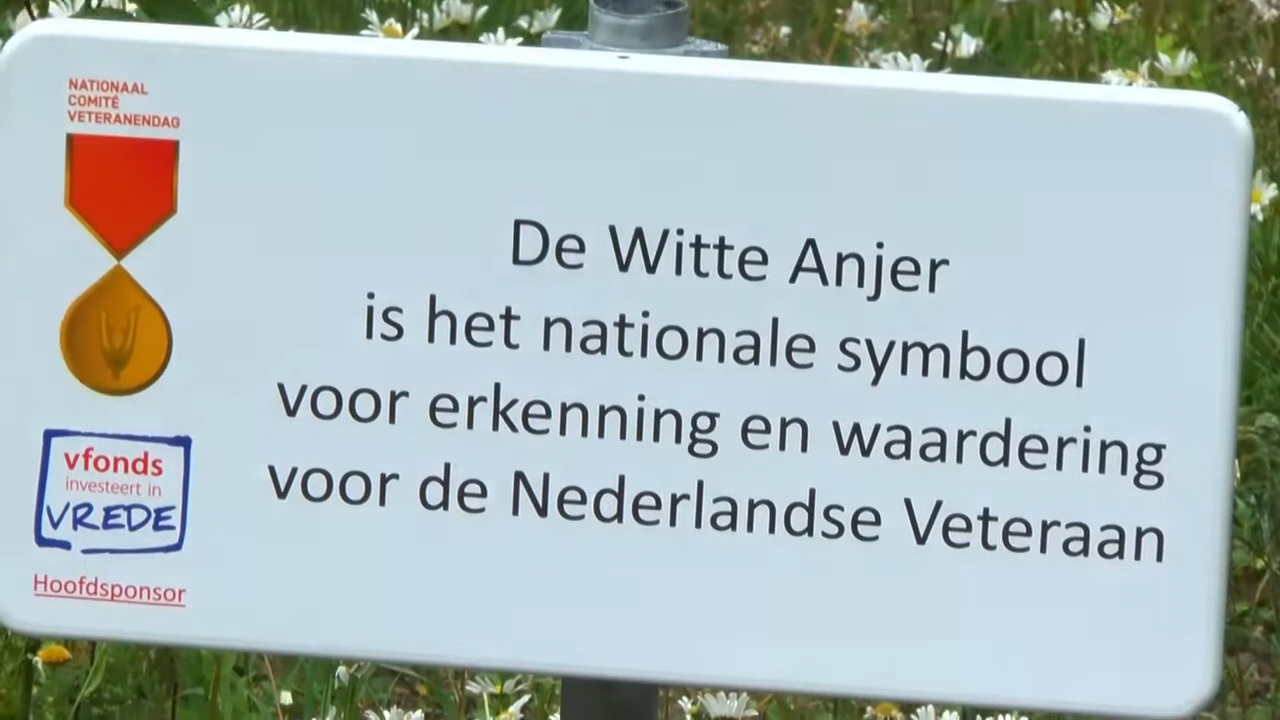 NATIONAAL
COMITÉ
VETERANENDAG
De Witte Anjer
is het nationale symbool
voor erkenning en waardering
voor de Nederlandse Veteraan
vfonds
investeert in
VREDE
Hoofdsponsor